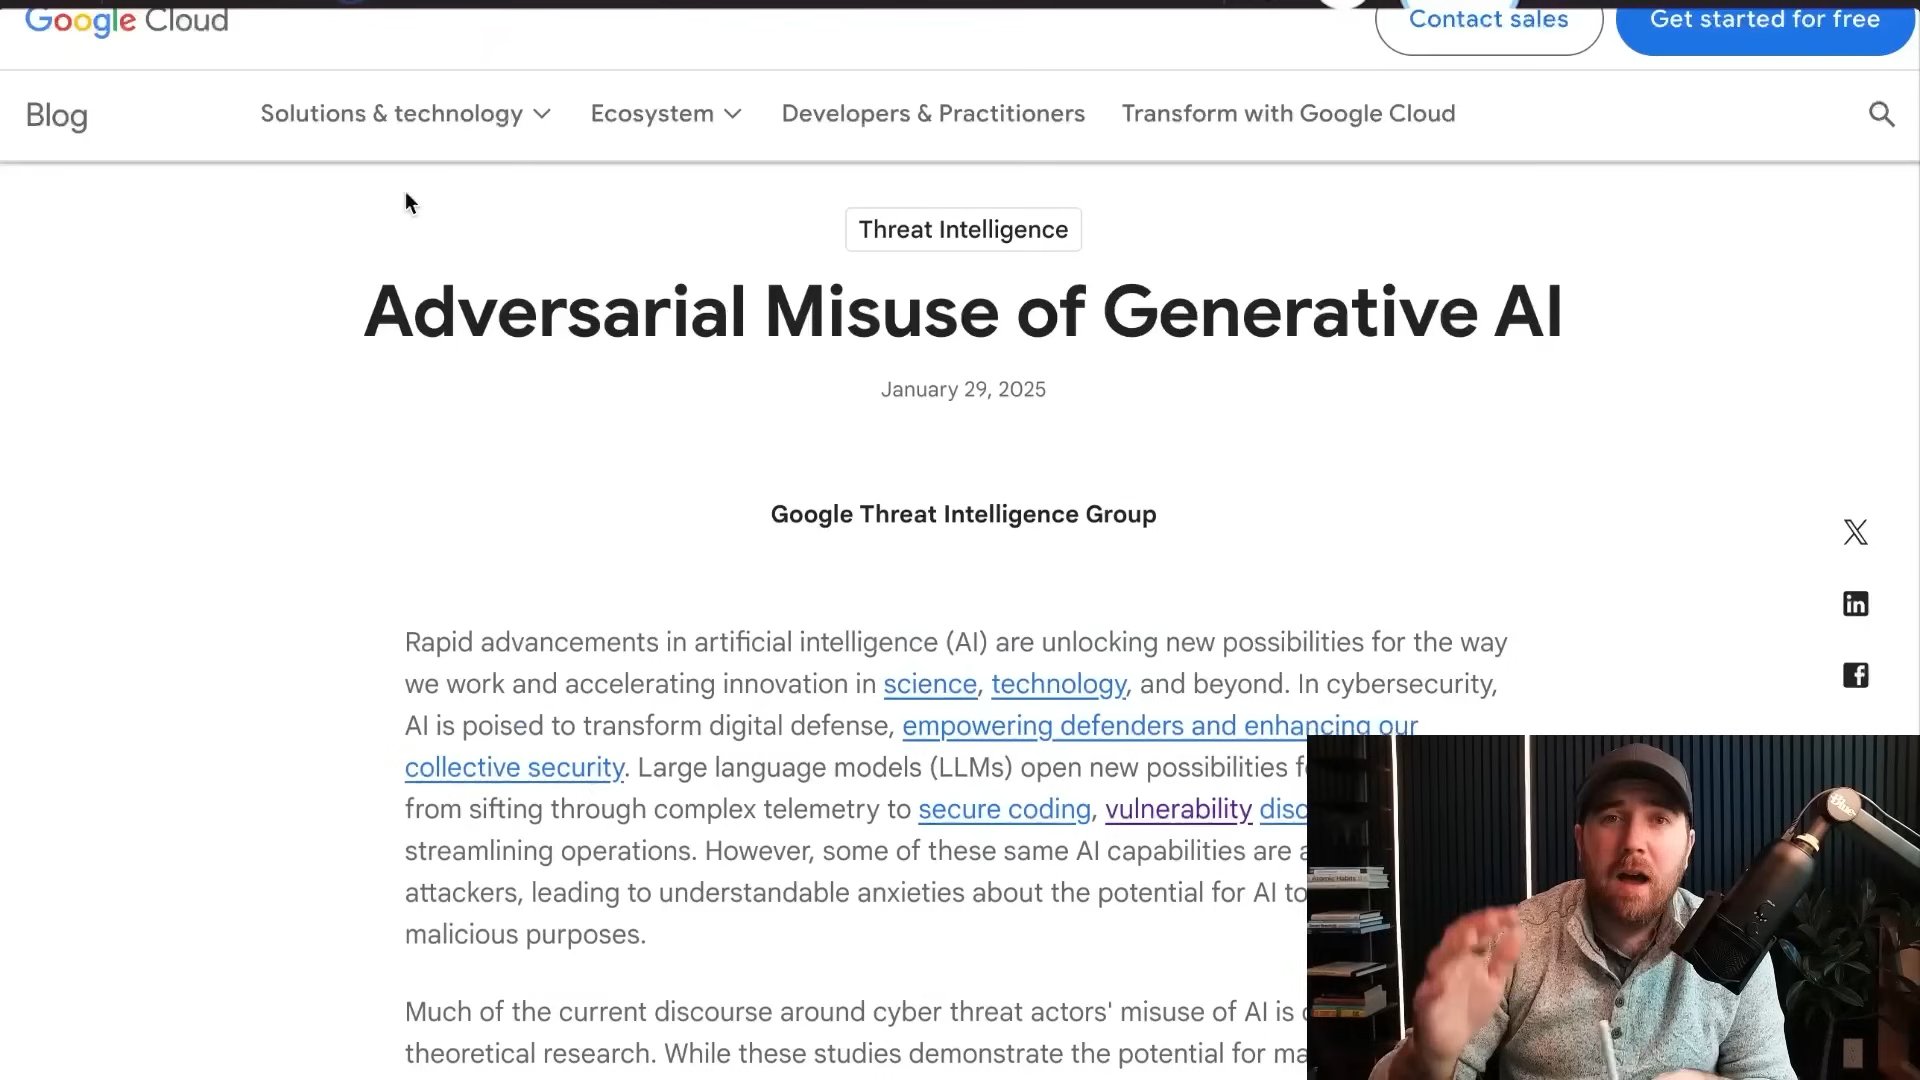 Google Cloud
Contact sales
Get started for free
Blog
Solutions & technology
Ecosystem
Developers & Practitioners
Transform with Google Cloud
Threat Intelligence
Adversarial Misuse of Generative AI
January 29, 2025
Google Threat Intelligence Group
Rapid advancements in artificial intelligence (AI) are unlocking new possibilities for the way
we work and accelerating innovation in science, technology, and beyond. In cybersecurity,
AI is poised to transform digital defense, empowering defenders and enhancing our
collective security. Large language models (LLMs) open new possibilities
from sifting through complex telemetry to secure coding, vulnerability disc
streamlining operations. However, some of these same AI capabilities are
attackers, leading to understandable anxieties about the potential for AI to
malicious purposes.
Much of the current discourse around cyber threat actors' misuse of AI is
theoretical research. While these studies demonstrate the potential for ma
Atomic Habits
Blue